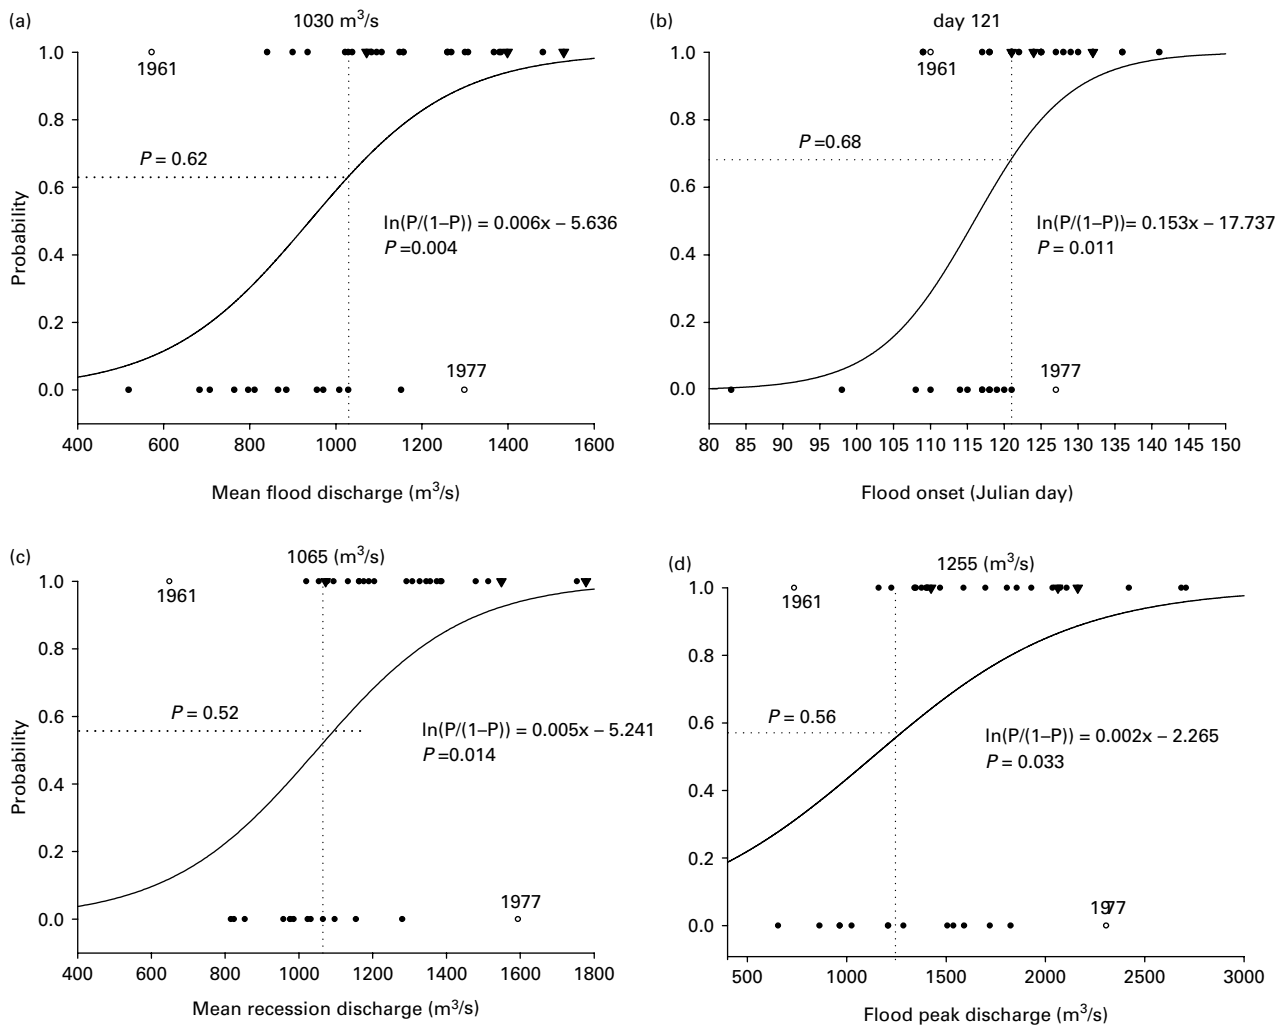 (a)
1030 m³/s
1.0
0.8
0.6
0.4
0.2
0.0
Probability
1961
P = 0.62
ln(P/(1–P)) = 0.006x – 5.636
P =0.004
1977
400 600 800 1000 1200 1400 1600
Mean flood discharge (m³/s)
(b)
day 121
1.0
0.8
0.6
0.4
0.2
0.0
1961
P =0.68
ln(P/(1–P))= 0.153x – 17.737
P = 0.011
1977
80 85 90 95 100 105 110 115 120 125 130 135 140 145 150
Flood onset (Julian day)
(c)
1065 (m³/s)
1.0
0.8
0.6
0.4
0.2
0.0
Probability
1961
P = 0.52
ln(P/(1–P)) = 0.005x – 5.241
P =0.014
1977
400 600 800 1000 1200 1400 1600 1800
Mean recession discharge (m³/s)
(d)
1255 (m³/s)
1.0
0.8
0.6
0.4
0.2
0.0
1961
P = 0.56
ln(P/(1–P)) = 0.002x – 2.265
P = 0.033
1977
500 1000 1500 2000 2500 3000
Flood peak discharge (m³/s)